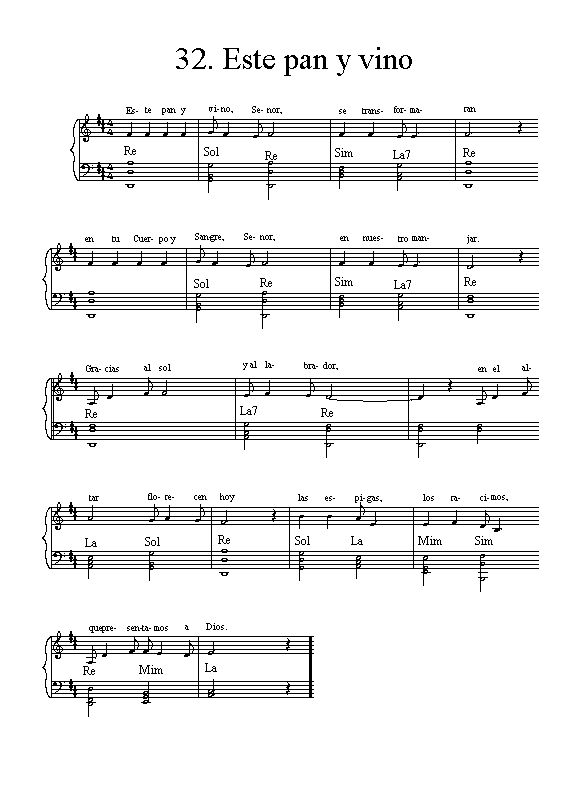 32. Este pan y vino
Es- te pan y vi- no, Se- nor, se trans- for- ma- ran
Re Sol Re Sim La7 Re
en tu Cuer- po y Sangre, Se- nor, en nues- tro man- jar.
Sol Re Sim La7 Re
Gra- cias al sol y al la- bra- dor, en el al-
Re La7 Re
tar flo- re- cen hoy las es- pi- gas, los ra- ci- mos,
La Sol Re Sol La Mim Sim
que pre- sen- ta- mos a Dios.
Re Mim La